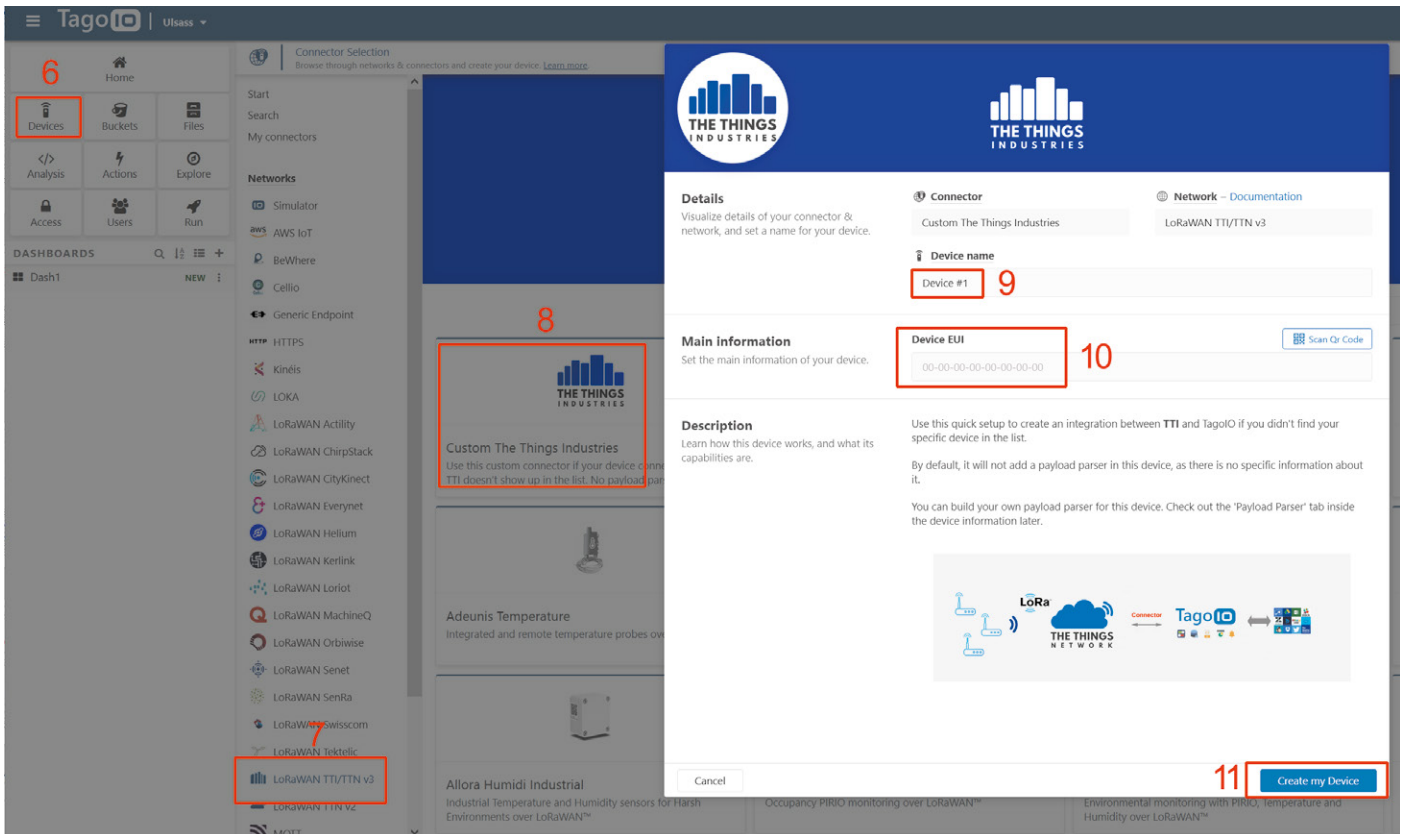 ≡ Tago IO | Ulsass
6
Home
Devices
Buckets
Files
Analysis
Actions
Explore
Access
Users
Run
DASHBOARDS
Dash1
NEW
Connector Selection
Browse through networks & connectors and create your device. Learn more.
Start
Search
My connectors
Networks
Simulator
aws AWS IoT
BeWhere
Cellio
Generic Endpoint
HTTP HTTPS
Kinéis
LOKA
LoRaWAN Actility
LoRaWAN ChirpStack
LoRaWAN CityKinect
LoRaWAN Everynet
LoRaWAN Helium
LoRaWAN Kerlink
LoRaWAN Loriot
LoRaWAN MachineQ
LoRaWAN Orbiwise
LoRaWAN Senet
LoRaWAN SenRa
LoRaWAN Swisscom
7
LoRaWAN Tektelic
LoRaWAN TTI/TTN v3
LoRaWAN TTN v2
8
THE THINGS
INDUSTRIES
Custom The Things Industries
Use this custom connector if your device
TTI doesn't show up in the list. No payload
Adeunis Temperature
Integrated and remote temperature probes
Allora Humidi Industrial
Industrial Temperature and Humidity sensors for Harsh
Environments over LoRaWAN™
Occupancy PIRIO monitoring over LoRaWAN™
Environmental monitoring with PIRIO, Temperature and
Humidity over LoRaWAN™
THE THINGS
INDUSTRIES
THE THINGS
INDUSTRIES
Details
Visualize details of your connector &
network, and set a name for your device.
Connector
Custom The Things Industries
Network – Documentation
LoRaWAN TTI/TTN v3
Device name
Device #1
9
Main information
Set the main information of your device.
Device EUI
Scan Qr Code
00-00-00-00-00-00-00-00
10
Description
Learn how this device works, and what its
capabilities are.
Use this quick setup to create an integration between TTI and TagoIO if you didn't find your
specific device in the list.
By default, it will not add a payload parser in this device, as there is no specific information about
it.
You can build your own payload parser for this device. Check out the 'Payload Parser' tab inside
the device information later.
LoRa
THE THINGS
NETWORK
Connector
Tago IO
Cancel
11
Create my Device